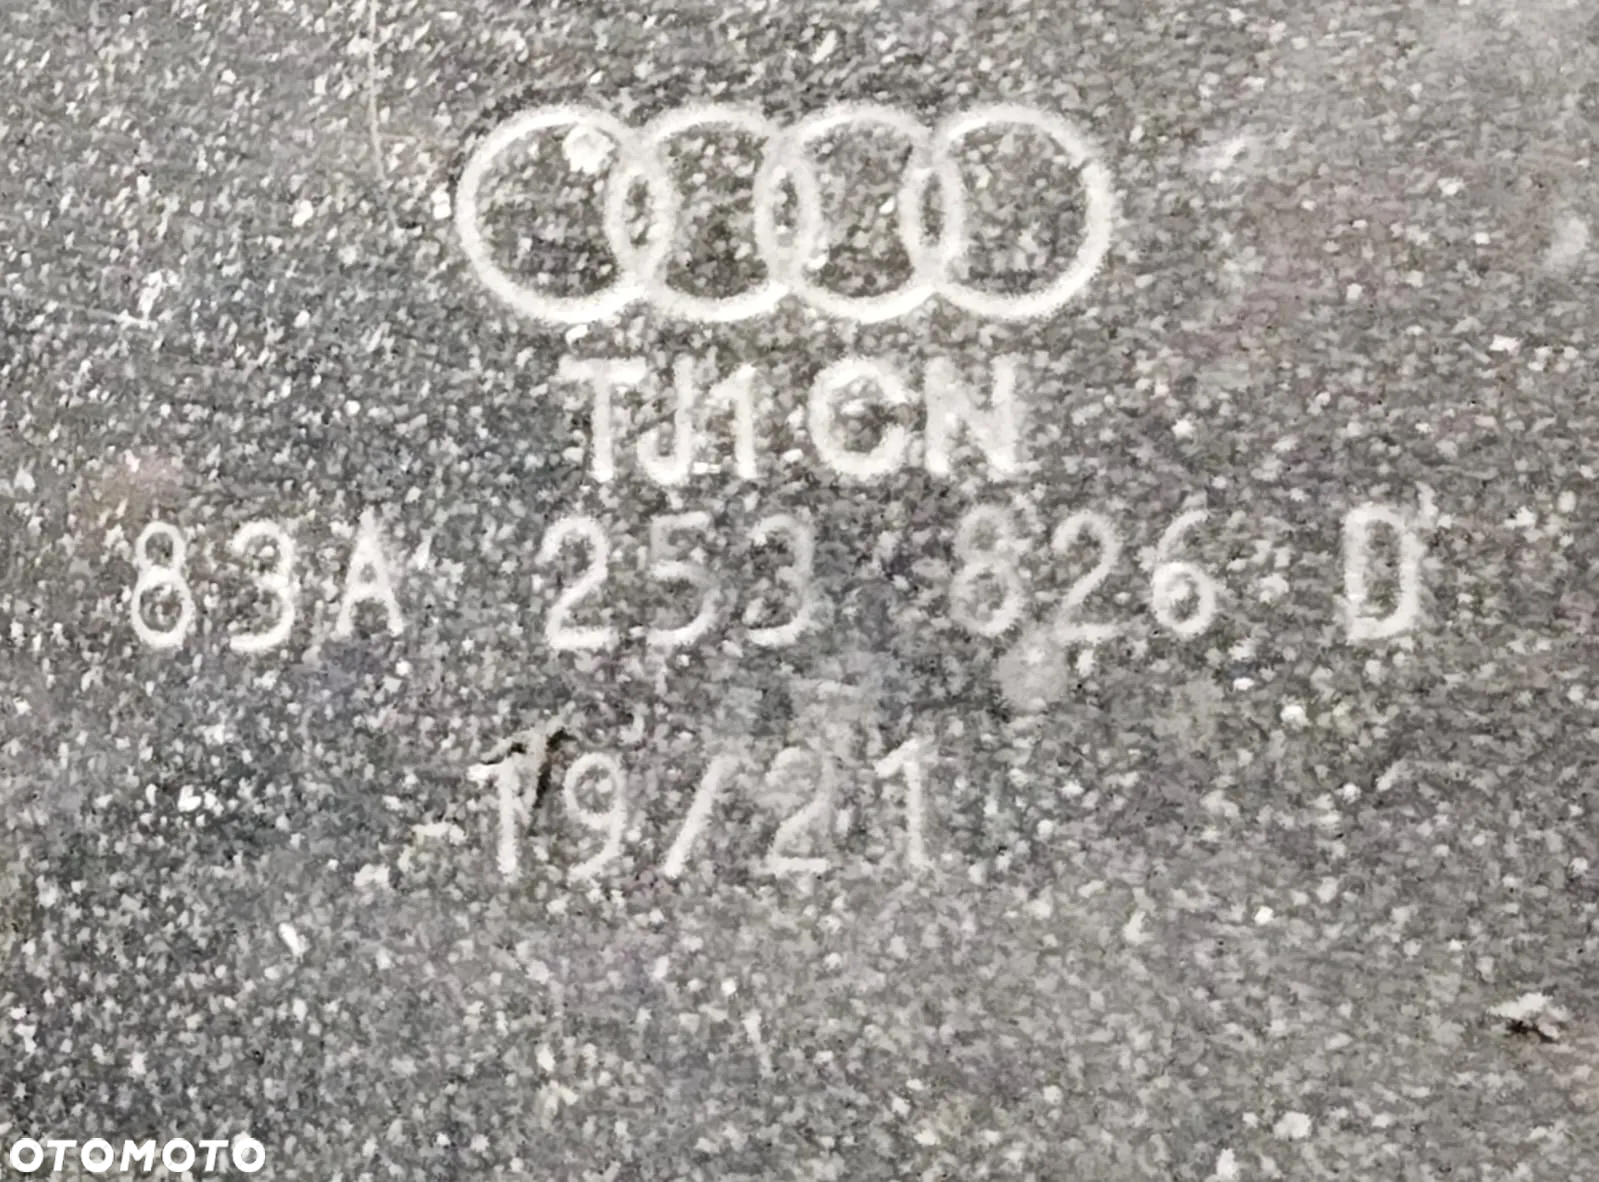 TJ1CN
83A 253 826 D
19/21
OTOMOTO